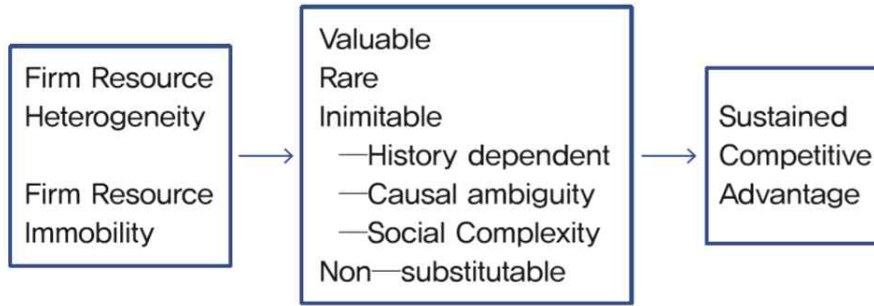 Firm Resource
Heterogeneity
Firm Resource
Immobility
Valuable
Rare
Inimitable
—History dependent
—Causal ambiguity
—Social Complexity
Non—substitutable
Sustained
Competitive
Advantage